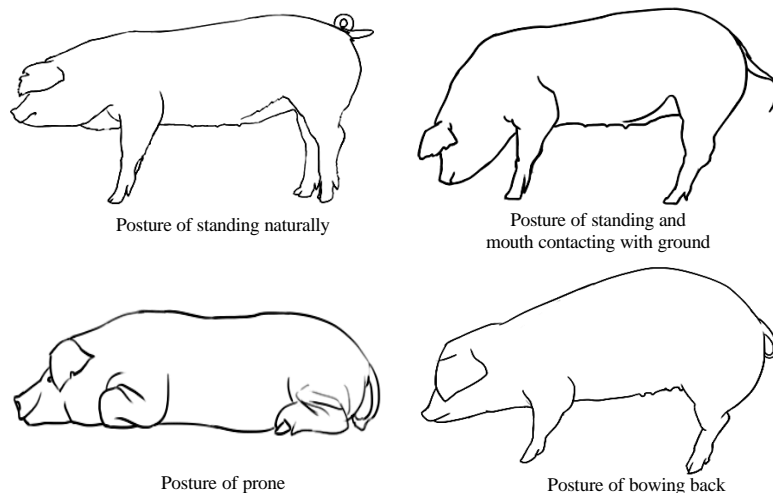 Posture of standing naturally
Posture of standing and
mouth contacting with ground
Posture of prone
Posture of bowing back